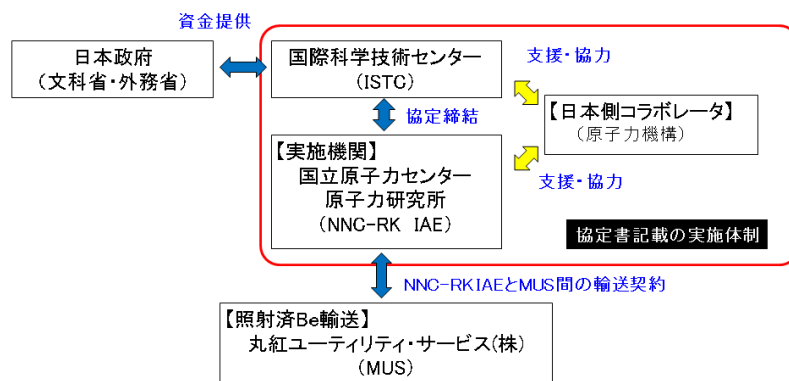 資金提供
日本政府
(文科省・外務省)
国際科学技術センター
(ISTC)
支援・協力
協定締結
【日本側コラボレータ】
(原子力機構)
【実施機関】
国立原子力センター
原子力研究所
(NNC-RK IAE)
支援・協力
協定書記載の実施体制
NNC-RKIAEとMUS間の輸送契約
【照射済Be輸送】
丸紅ユーティリティ・サービス(株)
(MUS)